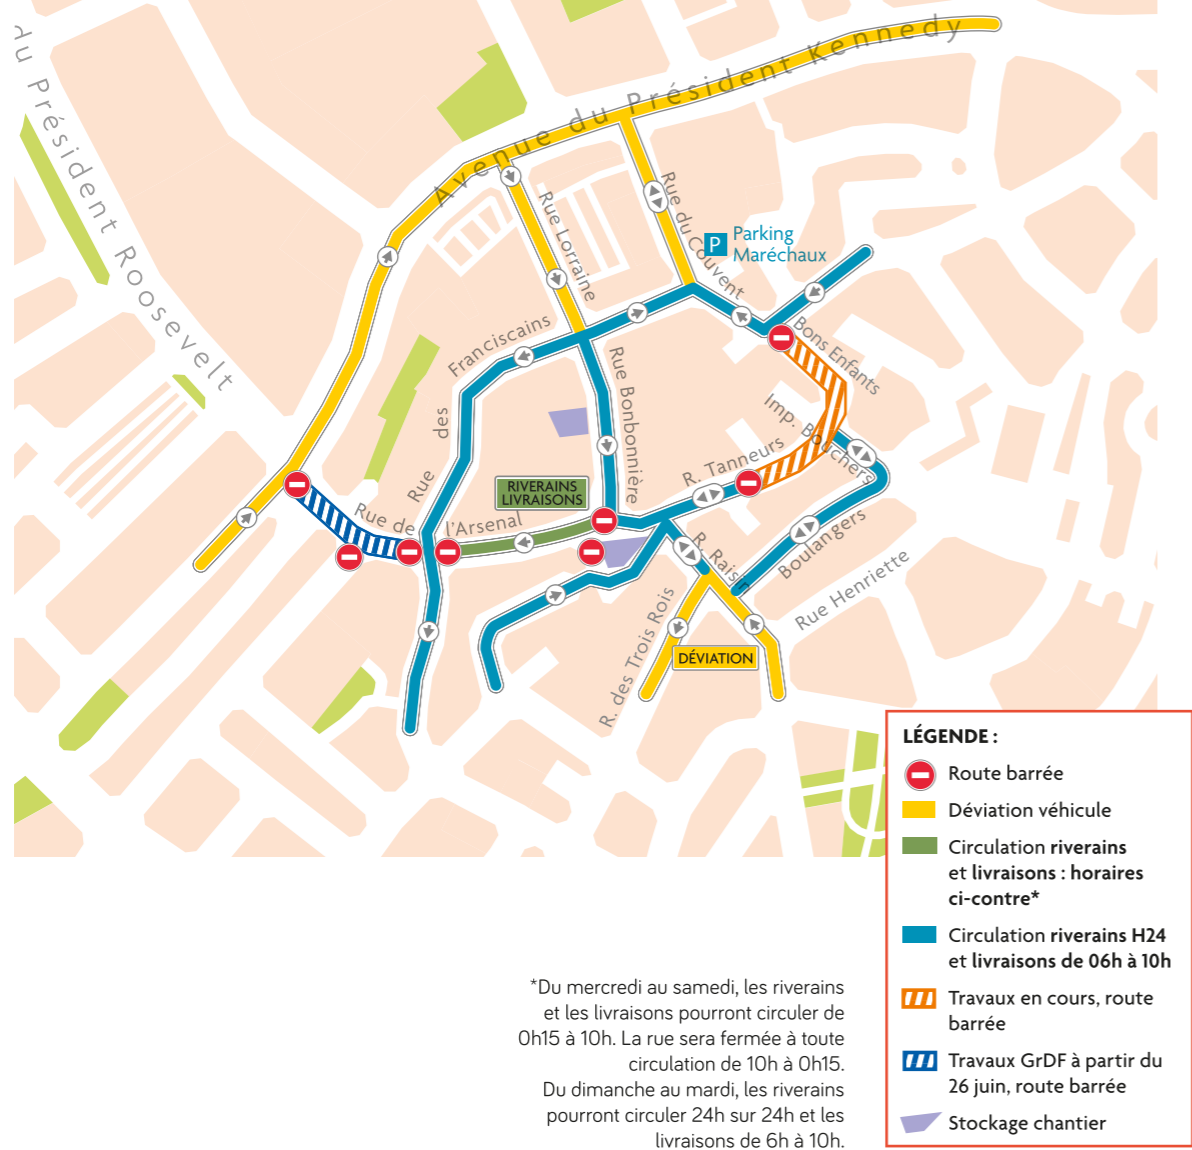 du Président Roosevelt
Avenue du Président Kennedy
Rue Lorraine
Rue du Couvent
P
Parking
Maréchaux
Bons Enfants
Rue des Franciscains
Rue Bonbonnière
Imp. Bouchers
R. Tanneurs
RIVERAINS
LIVRAISONS
Rue de l'Arsenal
R. Raisin
Boulangers
Rue Henriette
R. des Trois Rois
DÉVIATION
LÉGENDE :
Route barrée
Déviation véhicule
Circulation riverains
et livraisons : horaires
ci-contre*
Circulation riverains H24
et livraisons de 06h à 10h
Travaux en cours, route
barrée
Travaux GrDF à partir du
26 juin, route barrée
Stockage chantier
*Du mercredi au samedi, les riverains
et les livraisons pourront circuler de
0h15 à 10h. La rue sera fermée à toute
circulation de 10h à 0h15.
Du dimanche au mardi, les riverains
pourront circuler 24h sur 24h et les
livraisons de 6h à 10h.